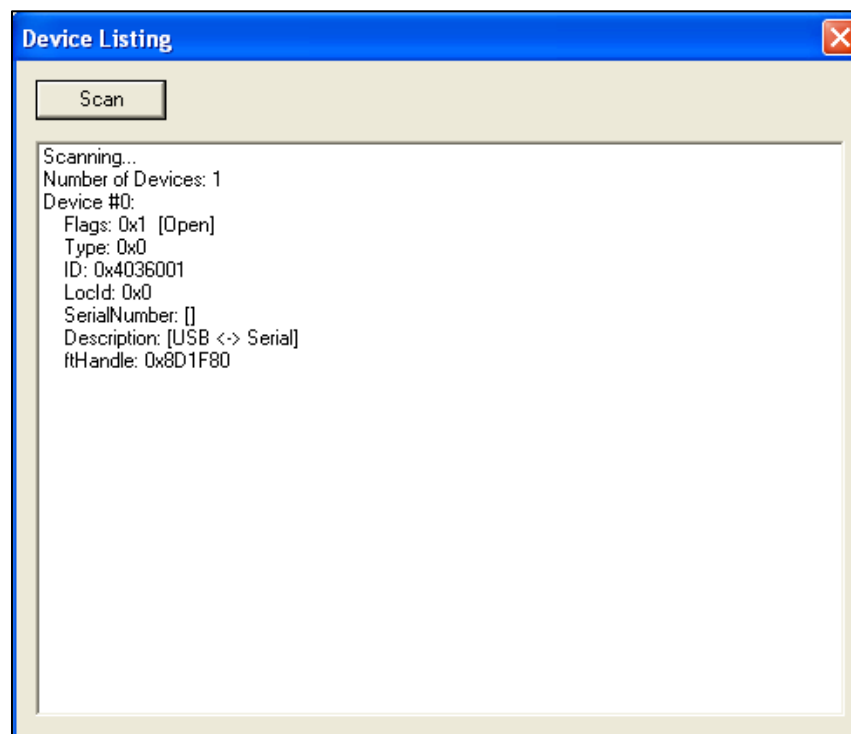 Device Listing
Scan
Scanning...
Number of Devices: 1
Device #0:
Flags: 0x1 [Open]
Type: 0x0
ID: 0x4036001
LocId: 0x0
SerialNumber: []
Description: [USB <-> Serial]
ftHandle: 0x8D1F80